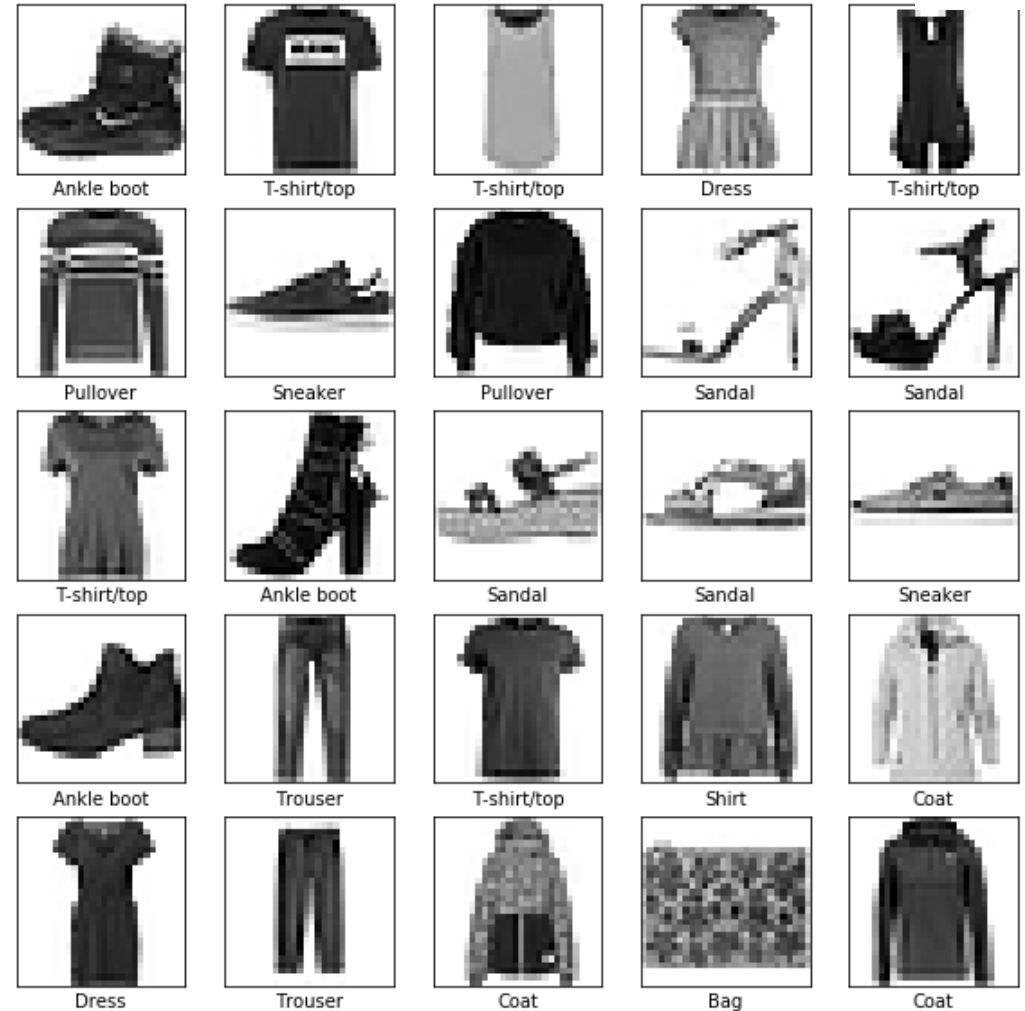 Ankle boot T-shirt/top T-shirt/top Dress T-shirt/top
Pullover Sneaker Pullover Sandal Sandal
T-shirt/top Ankle boot Sandal Sandal Sneaker
Ankle boot Trouser T-shirt/top Shirt Coat
Dress Trouser Coat Bag Coat